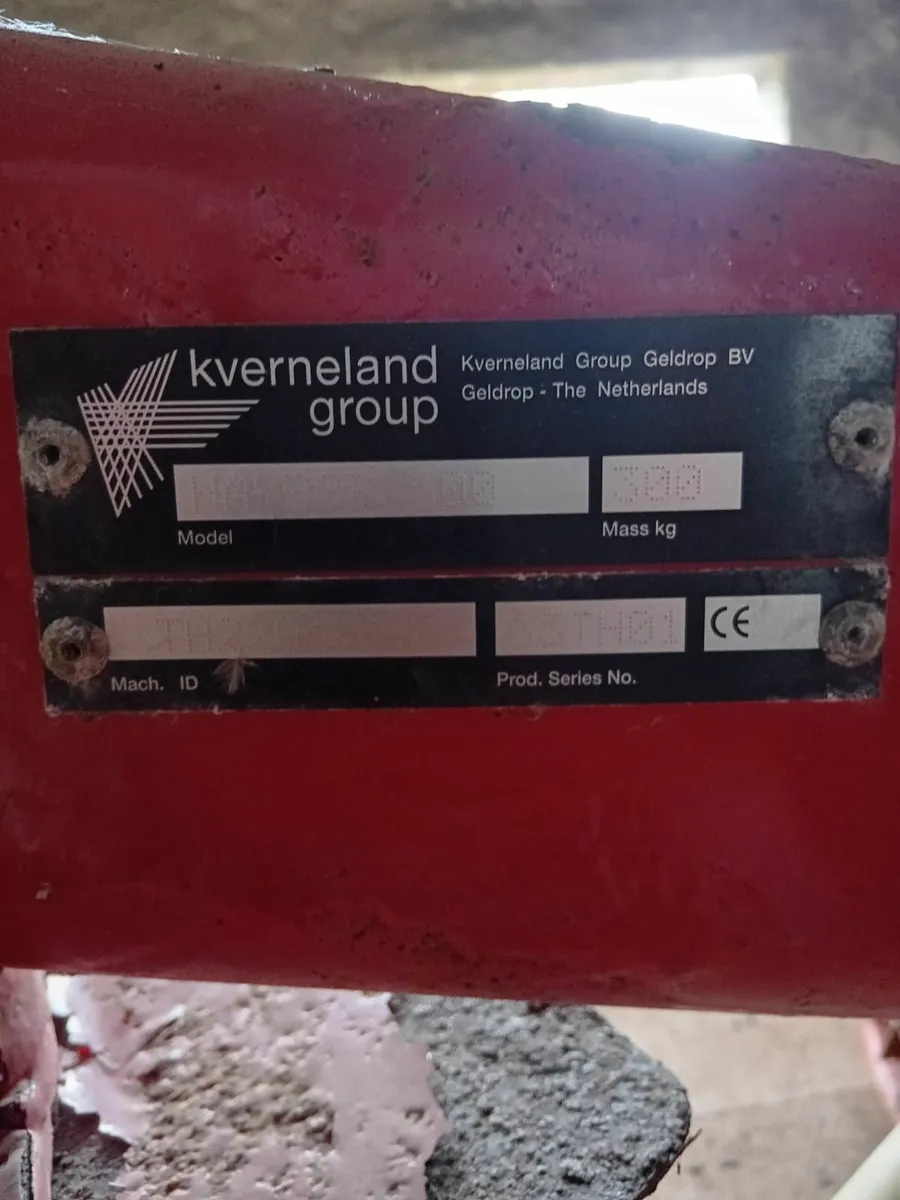 kverneland
group
Kverneland Group Geldrop BV
Geldrop - The Netherlands
300
Model
Mass kg
CE
Mach. ID
Prod. Series No.